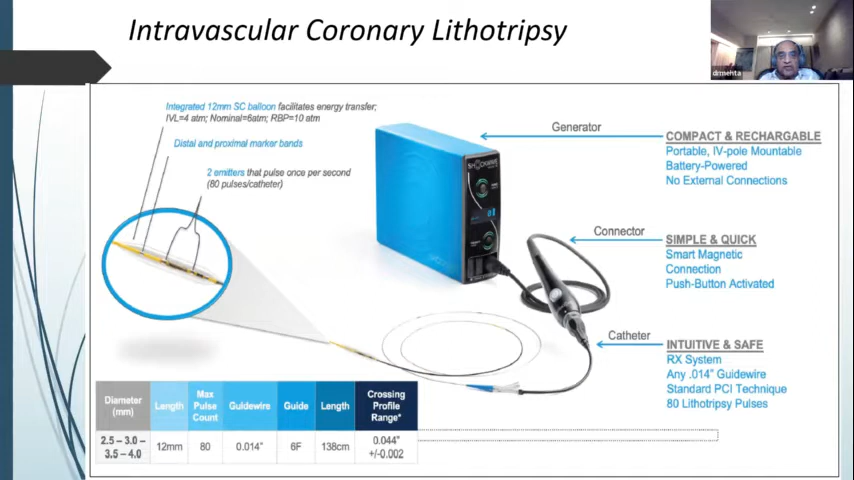 Intravascular Coronary Lithotripsy
drmehta
Integrated 12mm SC balloon facilitates energy transfer;
IVL=4 atm; Nominal=6atm; RBP=10 atm
Distal and proximal marker bands
2 emitters that pulse once per second
(80 pulses/catheter)
Generator
COMPACT & RECHARGABLE
Portable, IV-pole Mountable
Battery-Powered
No External Connections
Connector
SIMPLE & QUICK
Smart Magnetic
Connection
Push-Button Activated
Catheter
INTUITIVE & SAFE
RX System
Any .014" Guidewire
Standard PCI Technique
80 Lithotripsy Pulses
Diameter (mm) Length Max Pulse Count Guidewire Guide Length Crossing Profile Range*
2.5 – 3.0 – 3.5 – 4.0 12mm 80 0.014" 6F 138cm 0.044" +/-0.002